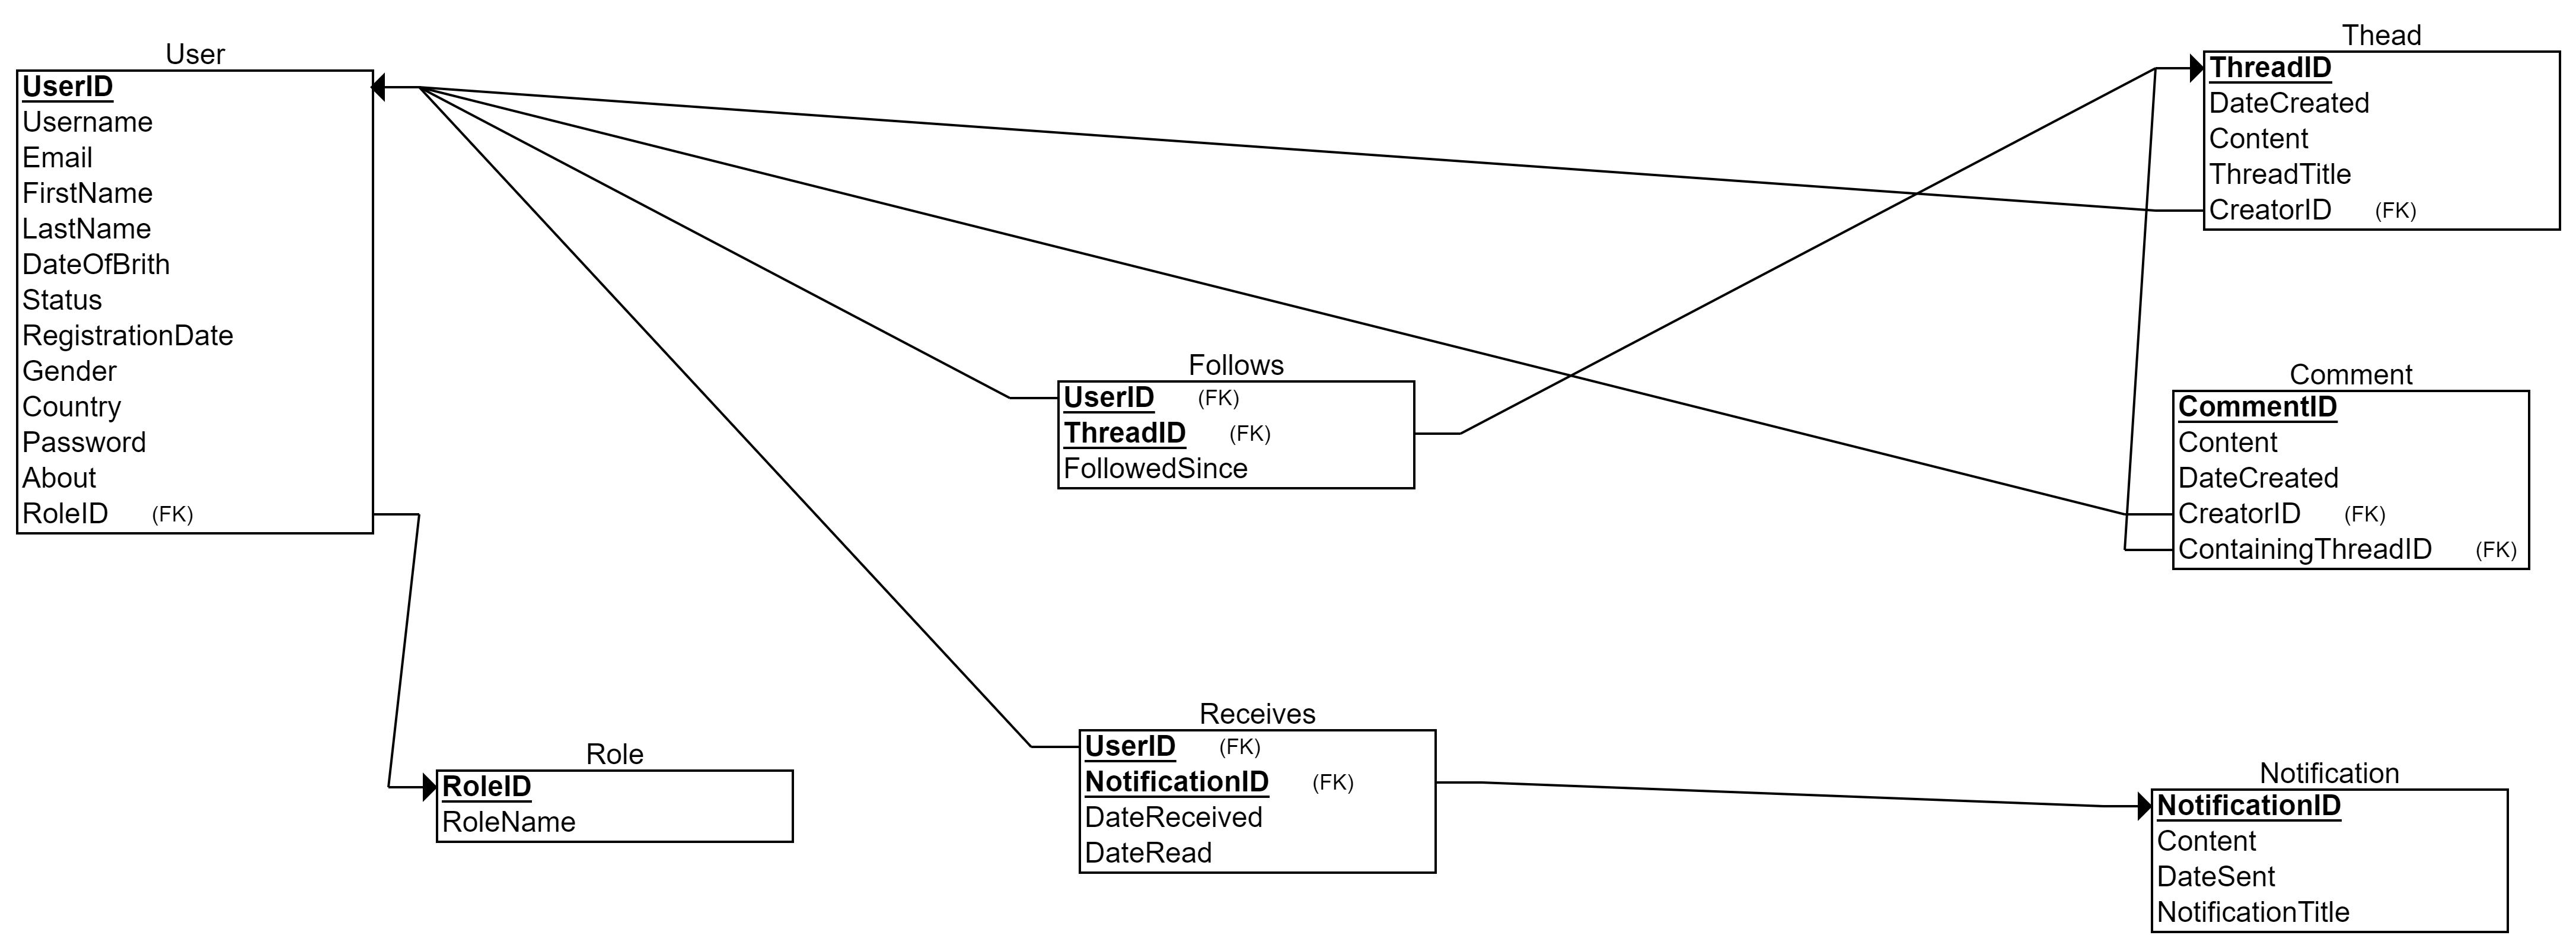 User
UserID
Username
Email
FirstName
LastName
DateOfBrith
Status
RegistrationDate
Gender
Country
Password
About
RoleID (FK)
Role
RoleID
RoleName
Follows
UserID (FK)
ThreadID (FK)
FollowedSince
Receives
UserID (FK)
NotificationID (FK)
DateReceived
DateRead
Thead
ThreadID
DateCreated
Content
ThreadTitle
CreatorID (FK)
Comment
CommentID
Content
DateCreated
CreatorID (FK)
ContainingThreadID (FK)
Notification
NotificationID
Content
DateSent
NotificationTitle